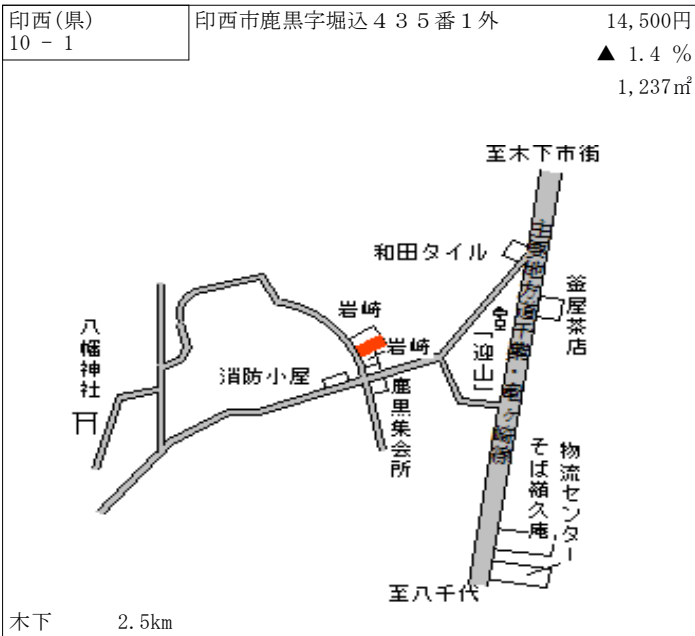 印西(県)
10 － 1
印西市鹿黒字堀込４３５番１外
14,500円
▲ 1.4 ％
1,237㎡
至木下市街
和田タイル
釜屋茶店
岩崎
岩崎
「迎山」
八幡神社
消防小屋
鹿黒集会所
物流センター
そば嶺久庵
至八千代
木下 2.5km